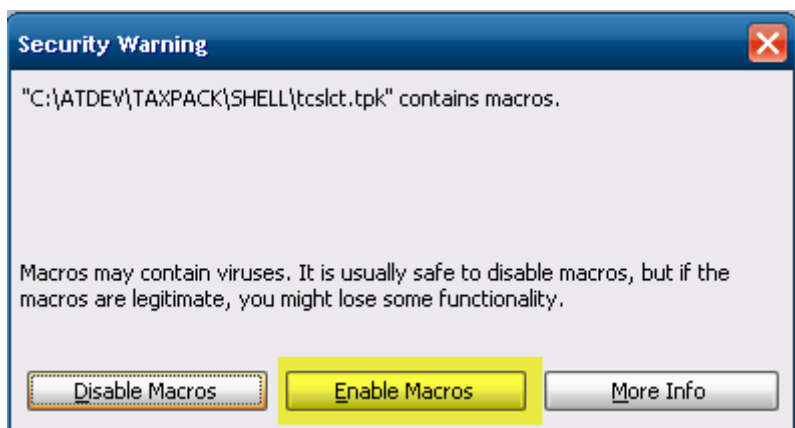 Security Warning
"C:\ATDEV\TAXPACK\SHELL\tcslct.tpk" contains macros.
Macros may contain viruses. It is usually safe to disable macros, but if the
macros are legitimate, you might lose some functionality.
Disable Macros Enable Macros More Info